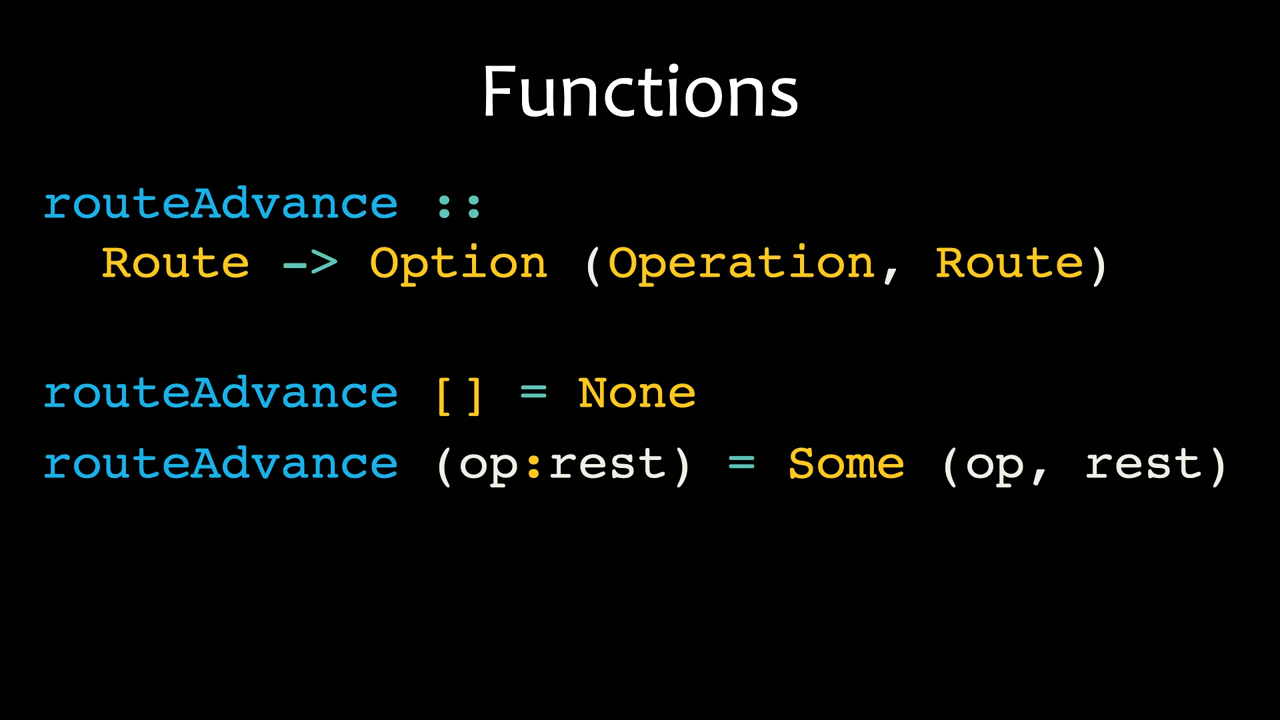 Functions
routeAdvance ::
  Route -> Option (Operation, Route)
routeAdvance [] = None
routeAdvance (op:rest) = Some (op, rest)